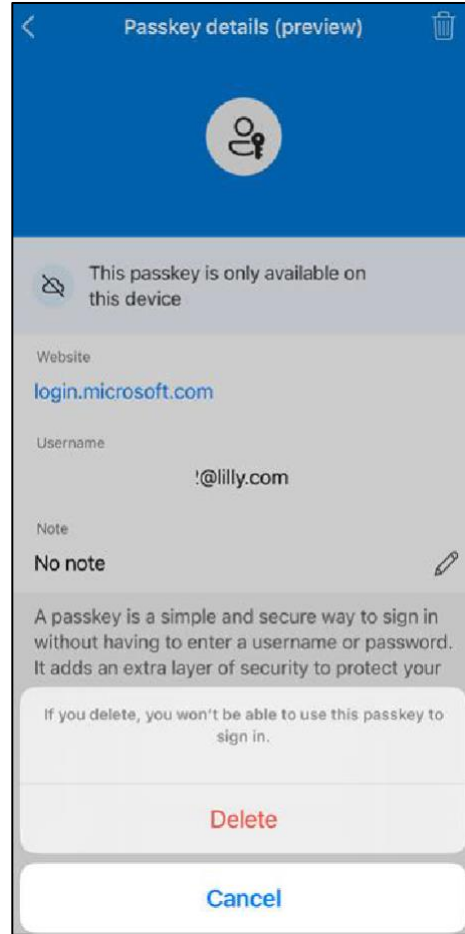 Passkey details (preview)
This passkey is only available on
this device
Website
login.microsoft.com
Username
!@lilly.com
Note
No note
A passkey is a simple and secure way to sign in
without having to enter a username or password.
It adds an extra layer of security to protect your
If you delete, you won't be able to use this passkey to
sign in.
Delete
Cancel